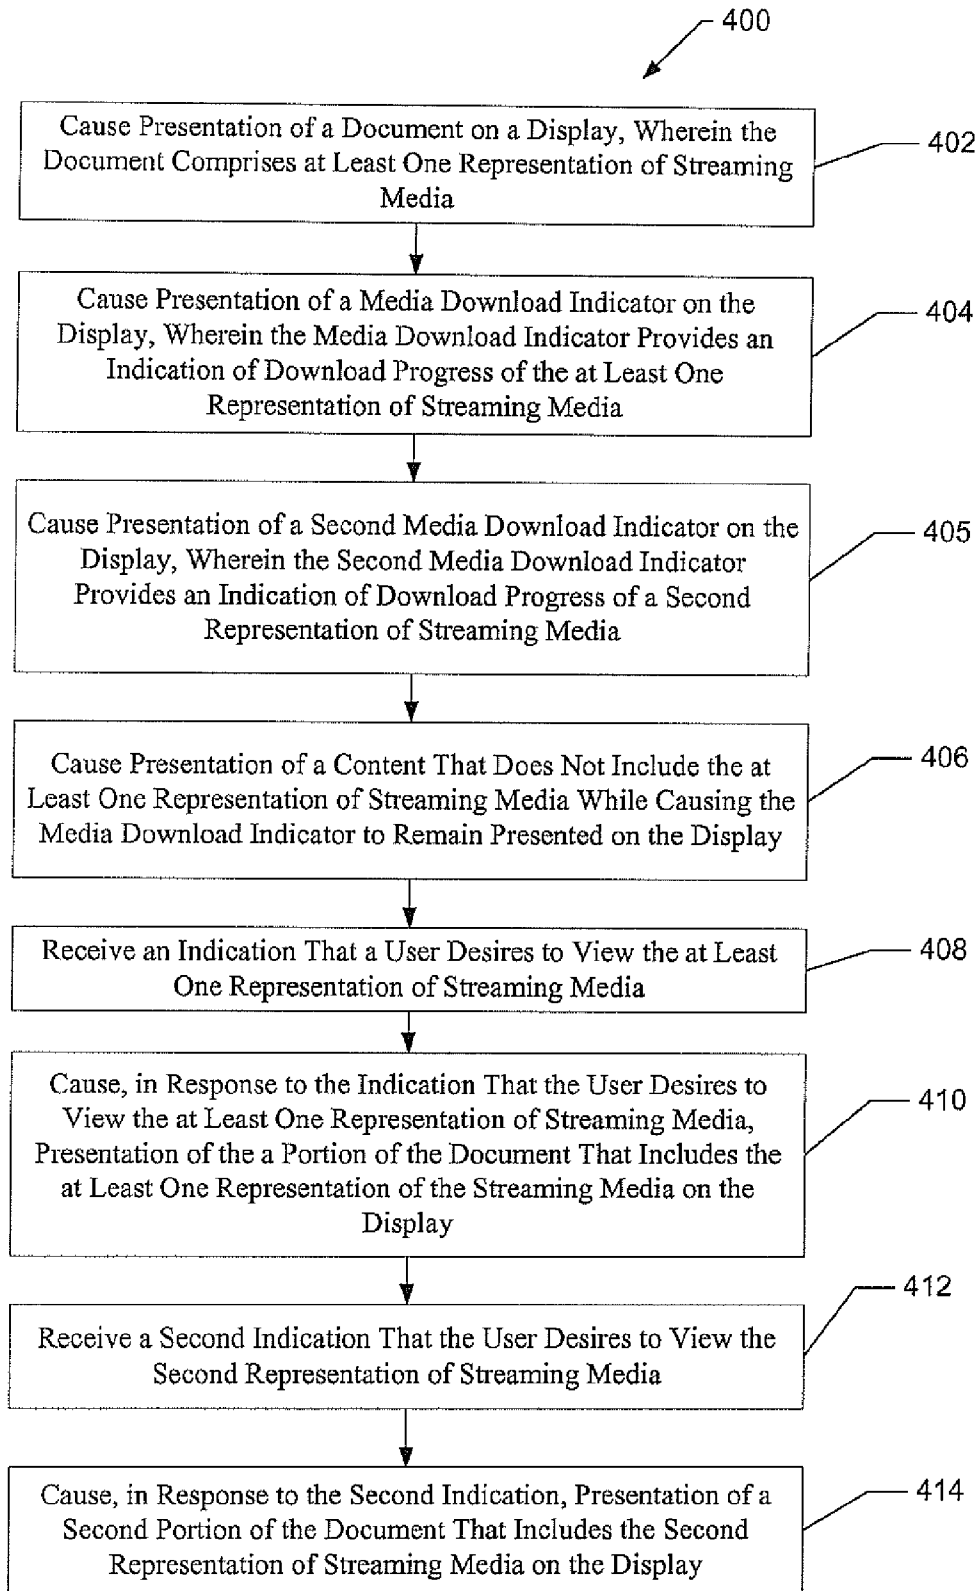 400
Cause Presentation of a Document on a Display, Wherein the
Document Comprises at Least One Representation of Streaming
Media
402
Cause Presentation of a Media Download Indicator on the
Display, Wherein the Media Download Indicator Provides an
Indication of Download Progress of the at Least One
Representation of Streaming Media
404
Cause Presentation of a Second Media Download Indicator on the
Display, Wherein the Second Media Download Indicator
Provides an Indication of Download Progress of a Second
Representation of Streaming Media
405
Cause Presentation of a Content That Does Not Include the at
Least One Representation of Streaming Media While Causing the
Media Download Indicator to Remain Presented on the Display
406
Receive an Indication That a User Desires to View the at Least
One Representation of Streaming Media
408
Cause, in Response to the Indication That the User Desires to
View the at Least One Representation of Streaming Media,
Presentation of the a Portion of the Document That Includes the
at Least One Representation of the Streaming Media on the
Display
410
Receive a Second Indication That the User Desires to View the
Second Representation of Streaming Media
412
Cause, in Response to the Second Indication, Presentation of a
Second Portion of the Document That Includes the Second
Representation of Streaming Media on the Display
414